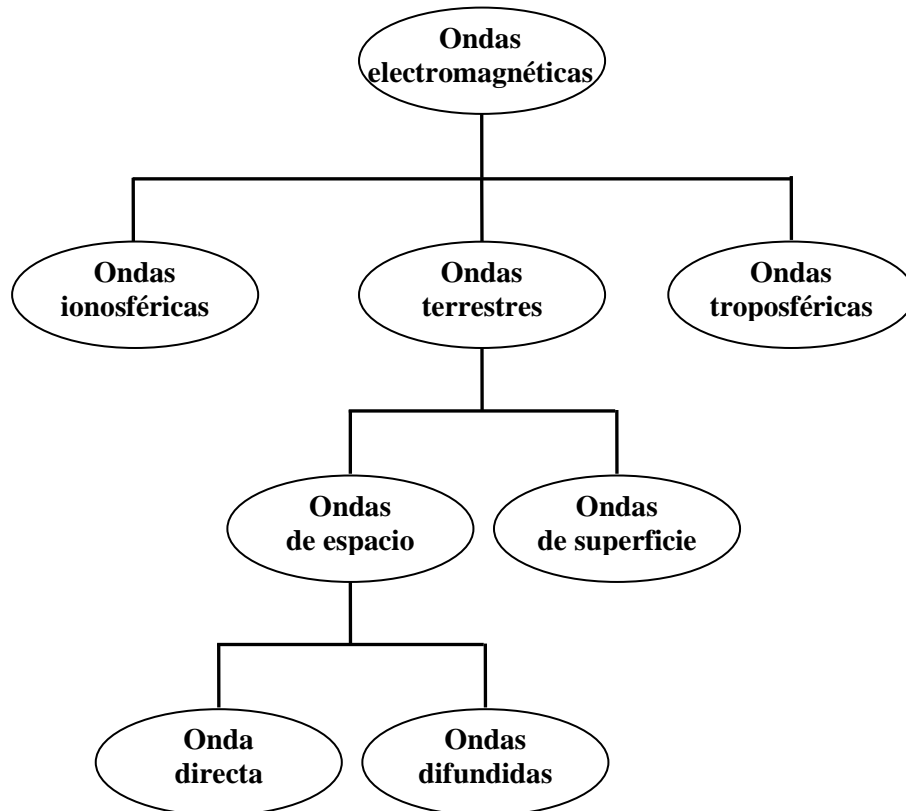 Ondas
electromagnéticas
Ondas
ionosféricas
Ondas
terrestres
Ondas
troposféricas
Ondas
de espacio
Ondas
de superficie
Onda
directa
Ondas
difundidas